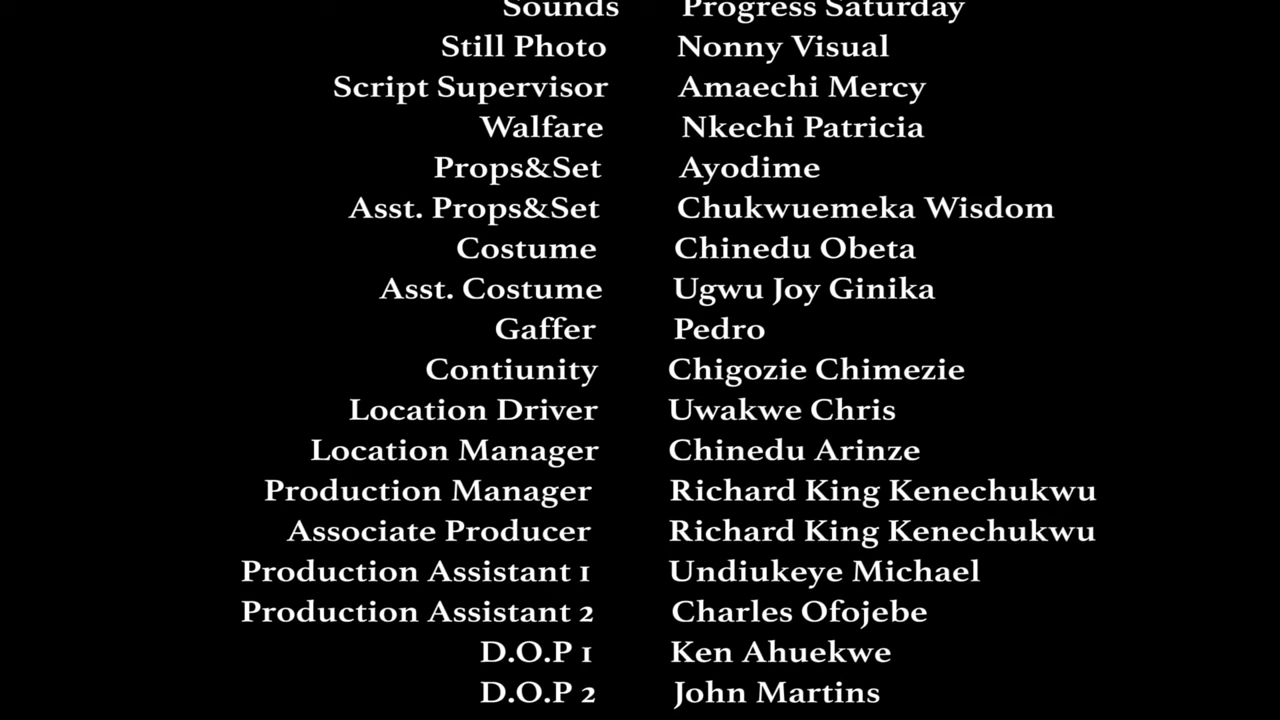 Sounds Progress Saturday
Still Photo Nonny Visual
Script Supervisor Amaechi Mercy
Walfare Nkechi Patricia
Props&Set Ayodime
Asst. Props&Set Chukwuemeka Wisdom
Costume Chinedu Obeta
Asst. Costume Ugwu Joy Ginika
Gaffer Pedro
Contiunity Chigozie Chimezie
Location Driver Uwakwe Chris
Location Manager Chinedu Arinze
Production Manager Richard King Kenechukwu
Associate Producer Richard King Kenechukwu
Production Assistant 1 Undiukeye Michael
Production Assistant 2 Charles Ofojebe
D.O.P 1 Ken Ahuekwe
D.O.P 2 John Martins